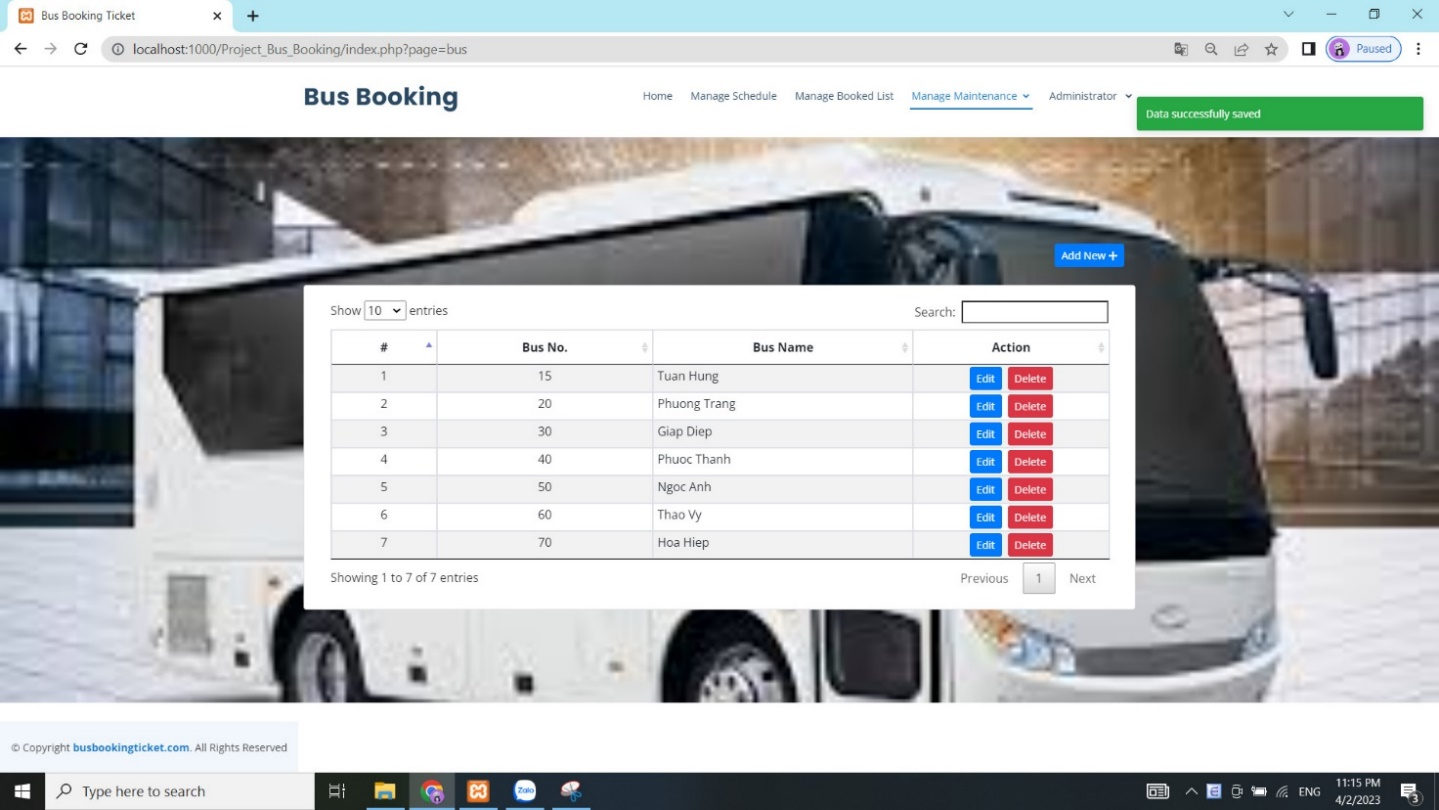 Bus Booking Ticket
localhost:1000/Project_Bus_Booking/index.php?page=bus
Paused
Bus Booking
Home Manage Schedule Manage Booked List Manage Maintenance Administrator
Data successfully saved
Add New +
Show 10 entries Search:
# Bus No. Bus Name Action
1 15 Tuan Hung Edit Delete
2 20 Phuong Trang Edit Delete
3 30 Giap Diep Edit Delete
4 40 Phuoc Thanh Edit Delete
5 50 Ngoc Anh Edit Delete
6 60 Thao Vy Edit Delete
7 70 Hoa Hiep Edit Delete
Showing 1 to 7 of 7 entries Previous 1 Next
© Copyright busbookingticket.com. All Rights Reserved
Type here to search
Zalo
ENG
11:15 PM
4/2/2023
3